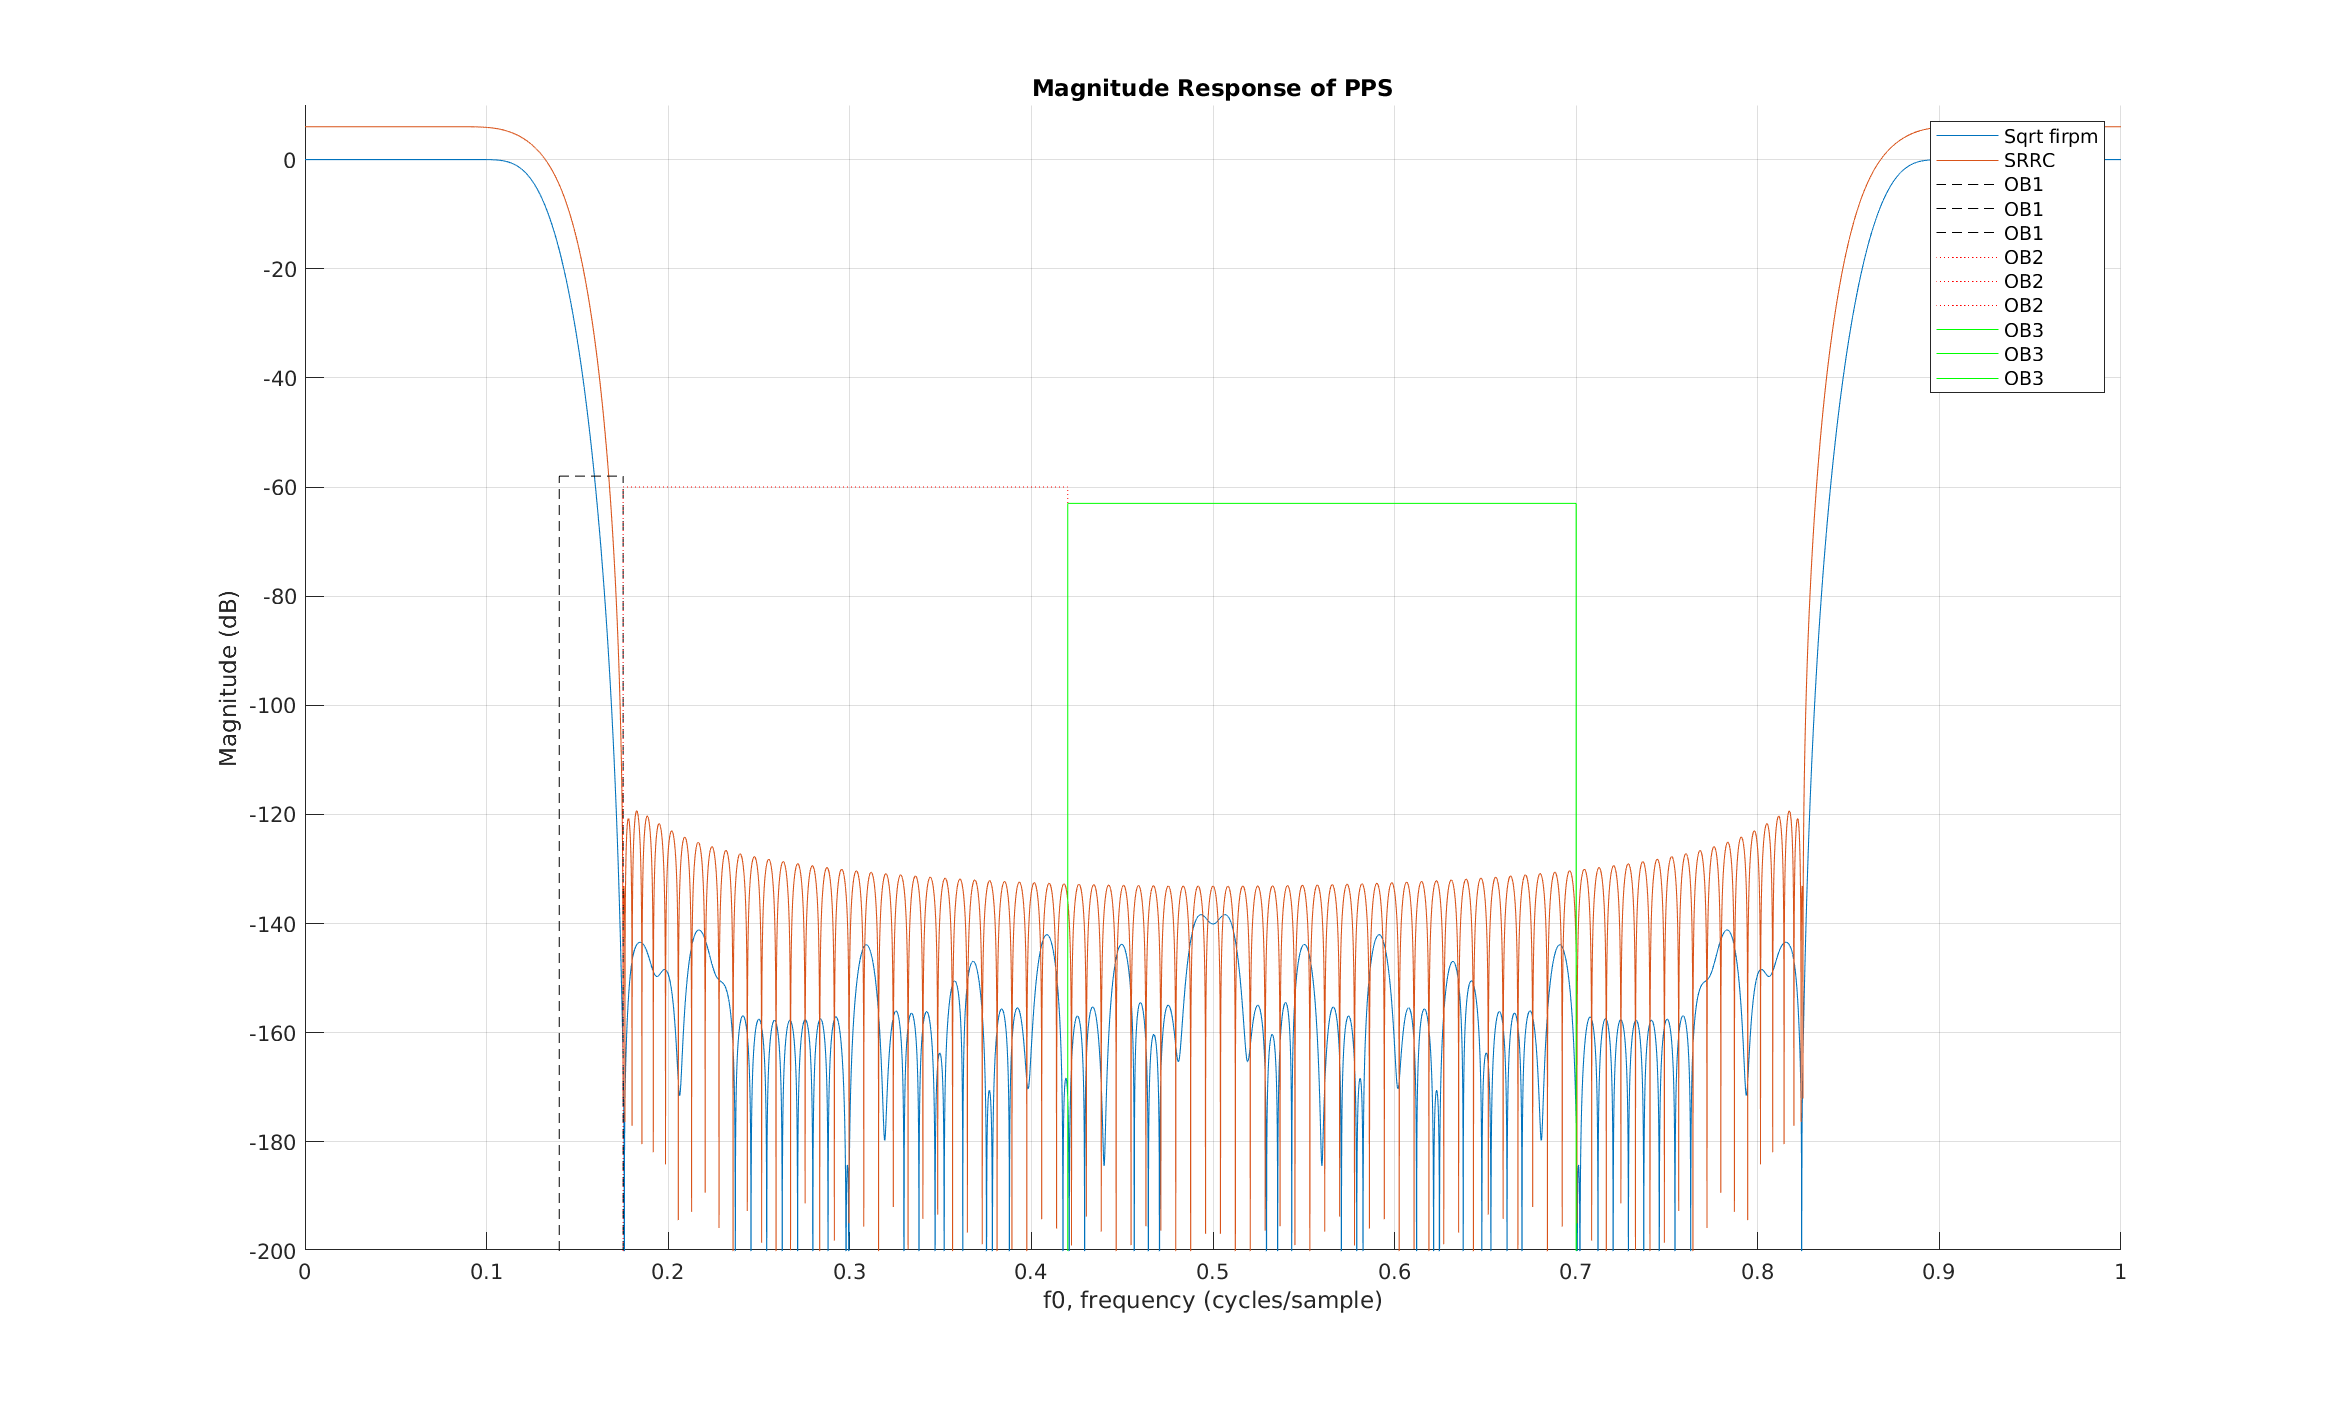 Magnitude Response of PPS
Sqrt firpm
SRRC
OB1
OB1
OB1
OB2
OB2
OB2
OB3
OB3
OB3
0
-20
-40
-60
-80
-100
-120
-140
-160
-180
-200
Magnitude (dB)
0 0.1 0.2 0.3 0.4 0.5 0.6 0.7 0.8 0.9 1
f0, frequency (cycles/sample)